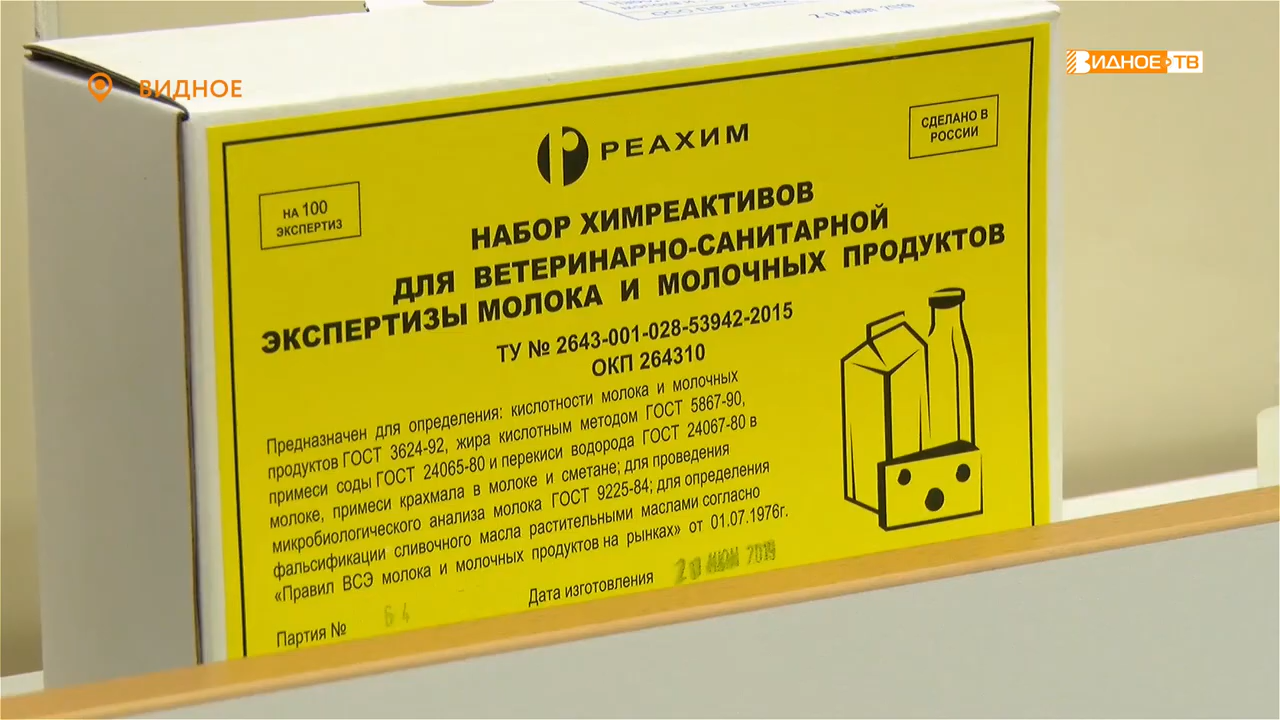 ВИДНОЕ
ВИДНОЕ ТВ
РЕАХИМ
СДЕЛАНО В
РОССИИ
НА 100
ЭКСПЕРТИЗ
НАБОР ХИМРЕАКТИВОВ
ДЛЯ ВЕТЕРИНАРНО-САНИТАРНОЙ
ЭКСПЕРТИЗЫ МОЛОКА И МОЛОЧНЫХ ПРОДУКТОВ
ТУ № 2643-001-028-53942-2015
ОКП 264310
Предназначен для определения: кислотности молока и молочных
продуктов ГОСТ 3624-92, жира кислотным методом ГОСТ 5867-90,
примеси соды ГОСТ 24065-80 и перекиси водорода ГОСТ 24067-80 в
молоке, примеси крахмала в молоке и сметане; для проведения
микробиологического анализа молока ГОСТ 9225-84; для определения
фальсификации сливочного масла растительными маслами согласно
«Правил ВСЭ молока и молочных продуктов на рынках» от 01.07.1976г.
Партия № 64
Дата изготовления 20 2019